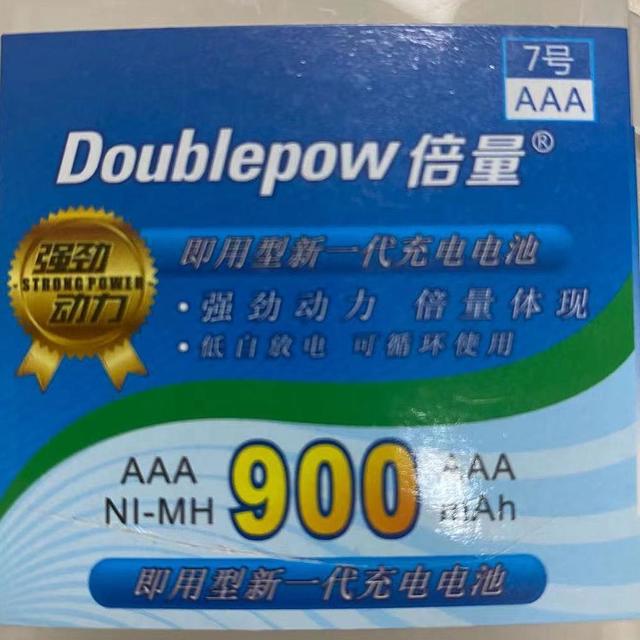 7号
AAA
Doublepow 倍量®
强劲
STRONG POWER
动力
即用型新一代充电电池
·强劲动力 倍量体现
·低自放电 可循环使用
AAA 900 AAA
NI-MH mAh
即用型新一代充电电池